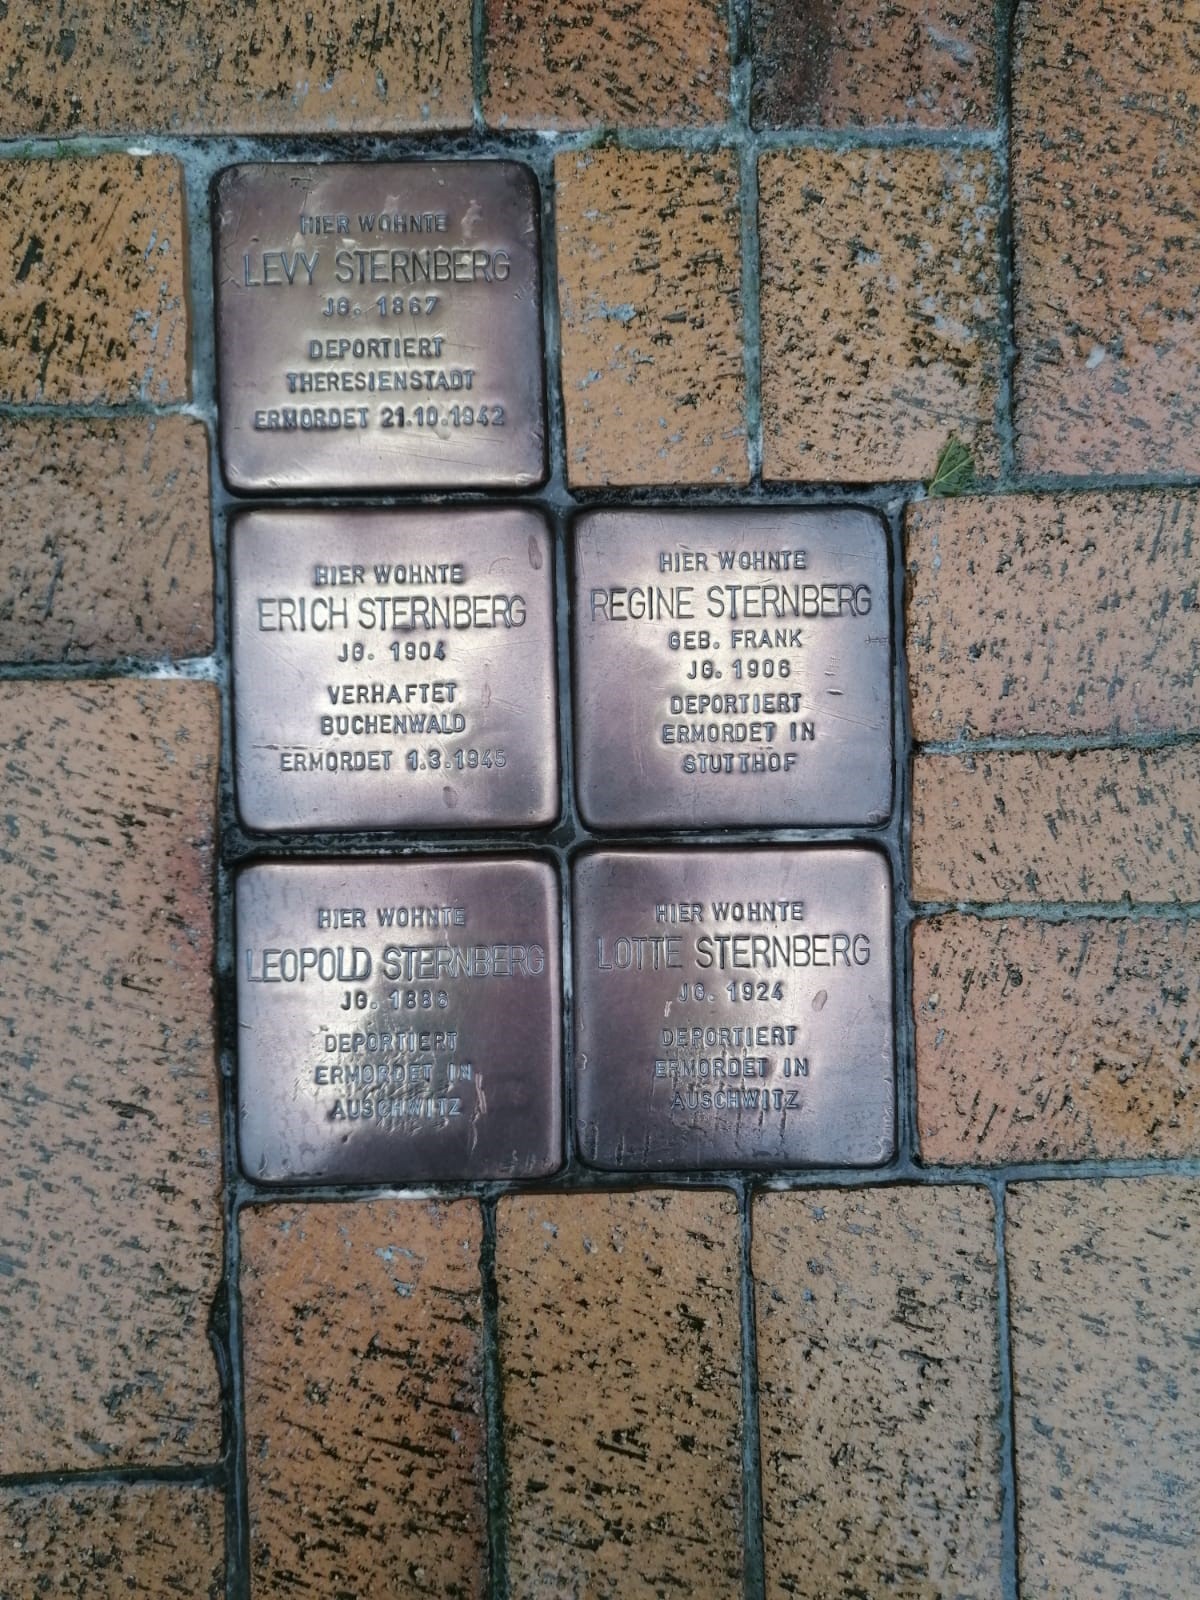 HIER WOHNTE
LEVY STERNBERG
JG. 1867
DEPORTIERT
THERESIENSTADT
ERMORDET 21.10.1942
HIER WOHNTE
ERICH STERNBERG
JG. 1904
VERHAFTET
BUCHENWALD
ERMORDET 1.3.1945
HIER WOHNTE
REGINE STERNBERG
GEB. FRANK
JG. 1906
DEPORTIERT
ERMORDET IN
STUTTHOF
HIER WOHNTE
LEOPOLD STERNBERG
JG. 1886
DEPORTIERT
ERMORDET IN
AUSCHWITZ
HIER WOHNTE
LOTTE STERNBERG
JG. 1924
DEPORTIERT
ERMORDET IN
AUSCHWITZ